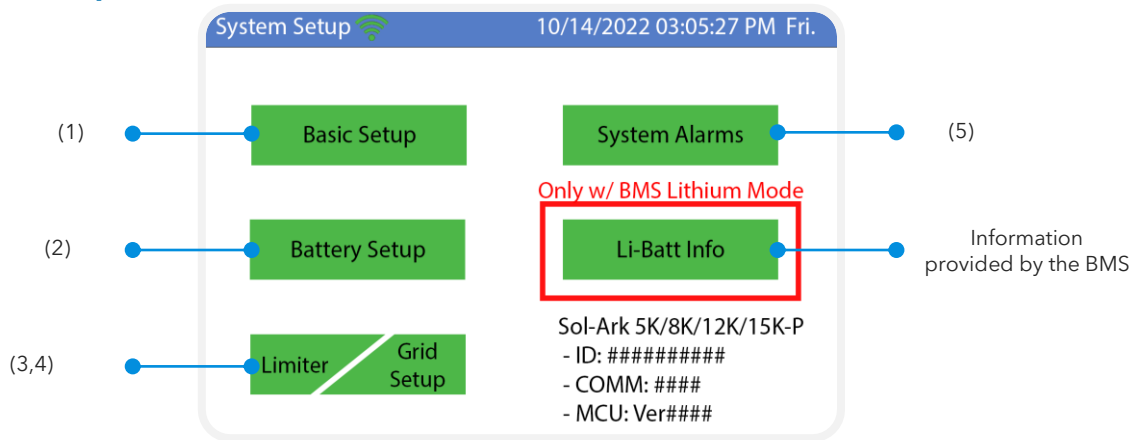 System Setup
10/14/2022 03:05:27 PM Fri.
(1)
Basic Setup
System Alarms
(5)
Only w/ BMS Lithium Mode
(2)
Battery Setup
Li-Batt Info
Information
provided by the BMS
(3,4)
Limiter
Grid
Setup
Sol-Ark 5K/8K/12K/15K-P
- ID: ##########
- COMM: ####
- MCU: Ver####